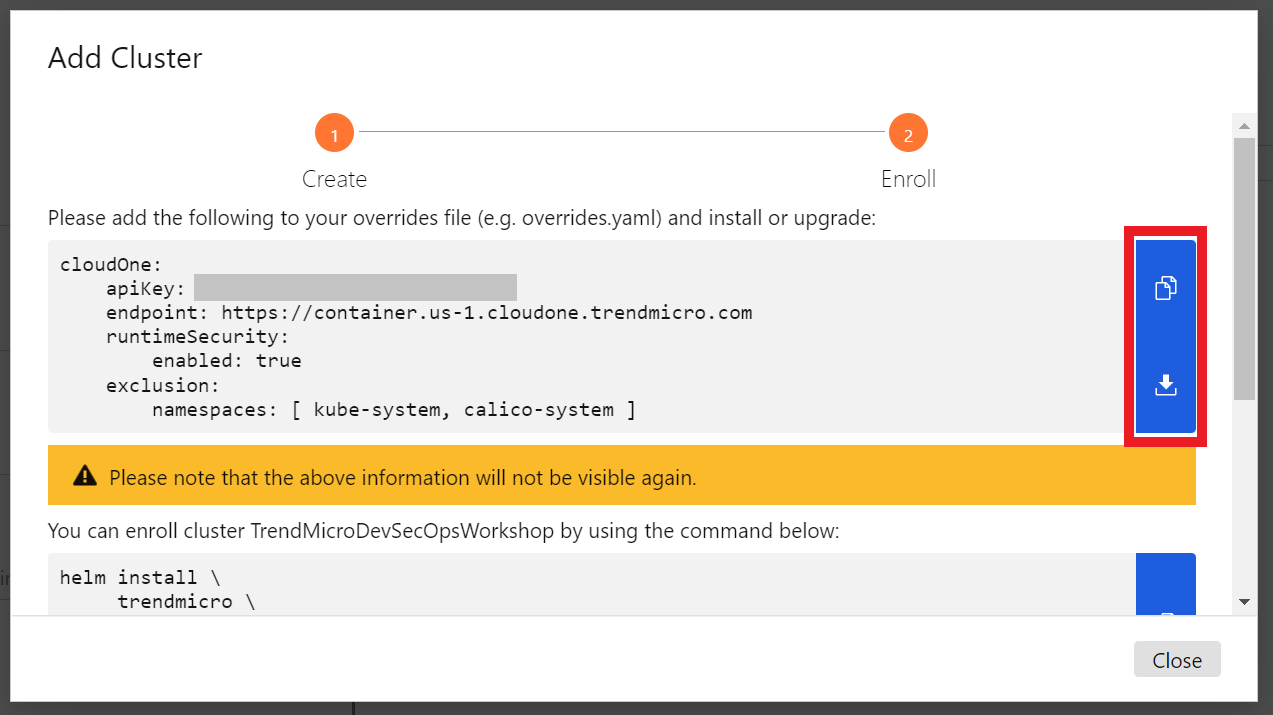 Add Cluster
1
2
Create
Enroll
Please add the following to your overrides file (e.g. overrides.yaml) and install or upgrade:
cloudOne:
    apiKey:
    endpoint: https://container.us-1.cloudone.trendmicro.com
    runtimeSecurity:
        enabled: true
    exclusion:
        namespaces: [ kube-system, calico-system ]
Please note that the above information will not be visible again.
You can enroll cluster TrendMicroDevSecOpsWorkshop by using the command below:
helm install \
     trendmicro \
Close